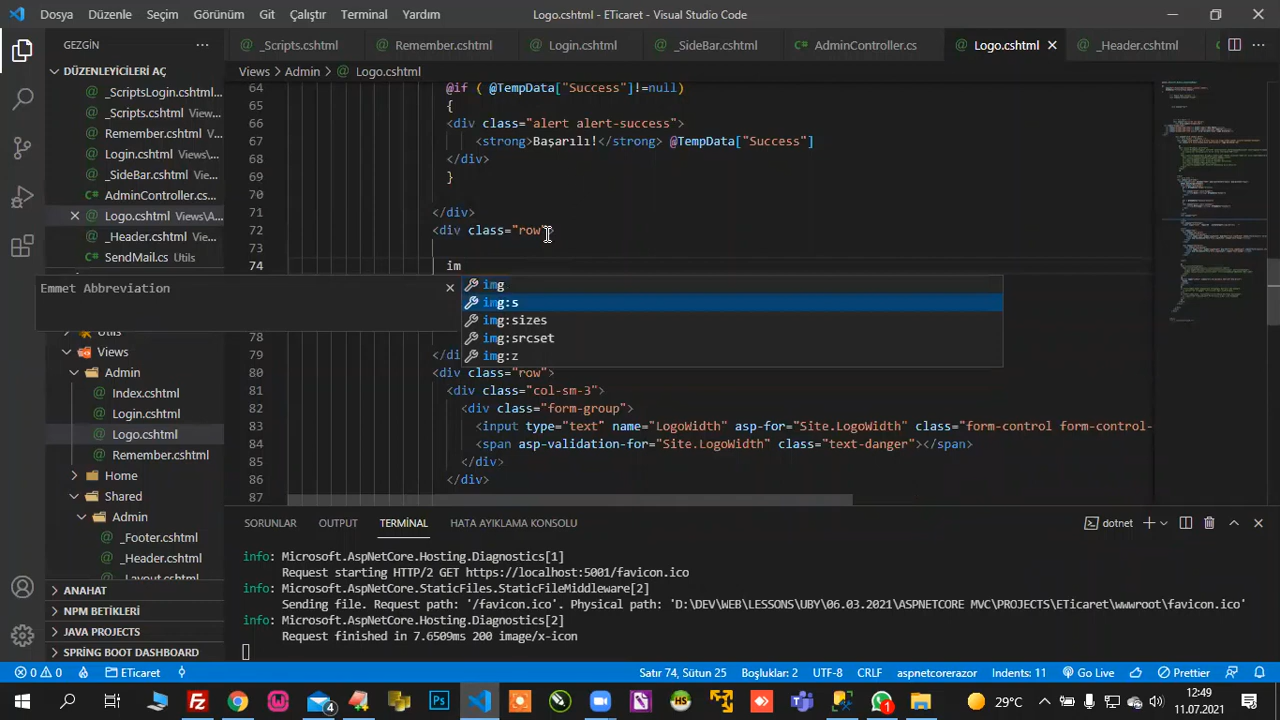 Dosya Düzenle Seçim Görünüm Git Çalıştır Terminal Yardım Logo.cshtml - ETicaret - Visual Studio Code
GEZGİN
_Scripts.cshtml Remember.cshtml Login.cshtml _SideBar.cshtml AdminController.cs Logo.cshtml _Header.cshtml
Views > Admin > Logo.cshtml
DÜZENLEYİCİLERİ AÇ
_ScriptsLogin.cshtml...
_Scripts.cshtml Views\...
Remember.cshtml Vi...
Login.cshtml Views\...
_SideBar.cshtml Vie...
AdminController.cs...
Logo.cshtml Views\A...
_Header.cshtml Vie...
SendMail.cs Utils
Utils
Views
Admin
Index.cshtml
Login.cshtml
Logo.cshtml
Remember.cshtml
Home
Shared
Admin
_Footer.cshtml
_Header.cshtml
_Layout.cshtml
ANAHAT
NPM BETİKLERİ
JAVA PROJECTS
SPRING BOOT DASHBOARD
64 @if ( @TempData["Success"]!=null)
65 {
66 <div class="alert alert-success">
67 <strong>Başarılı!</strong> @TempData["Success"]
68 </div>
69 }
70
71 </div>
72 <div class="row">
73
74 im
Emmet Abbreviation
img
img:s
img:sizes
img:srcset
img:z
78
79 </di
80 <div class="row">
81 <div class="col-sm-3">
82 <div class="form-group">
83 <input type="text" name="LogoWidth" asp-for="Site.LogoWidth" class="form-control form-control-
84 <span asp-validation-for="Site.LogoWidth" class="text-danger"></span>
85 </div>
86 </div>
87
SORUNLAR OUTPUT TERMİNAL HATA AYIKLAMA KONSOLU dotnet
info: Microsoft.AspNetCore.Hosting.Diagnostics[1]
Request starting HTTP/2 GET https://localhost:5001/favicon.ico
info: Microsoft.AspNetCore.StaticFiles.StaticFileMiddleware[2]
Sending file. Request path: '/favicon.ico'. Physical path: 'D:\DEV\WEB\LESSONS\UBY\06.03.2021\ASPNETCORE MVC\PROJECTS\ETicaret\wwwroot\favicon.ico'
info: Microsoft.AspNetCore.Hosting.Diagnostics[2]
Request finished in 7.6509ms 200 image/x-icon
0 0 ETicaret Satır 74, Sütun 25 Boşluklar: 2 UTF-8 CRLF aspnetcorerazor Indents: 11 Go Live Prettier
4 Ps HS 1 29°C 12:49
11.07.2021